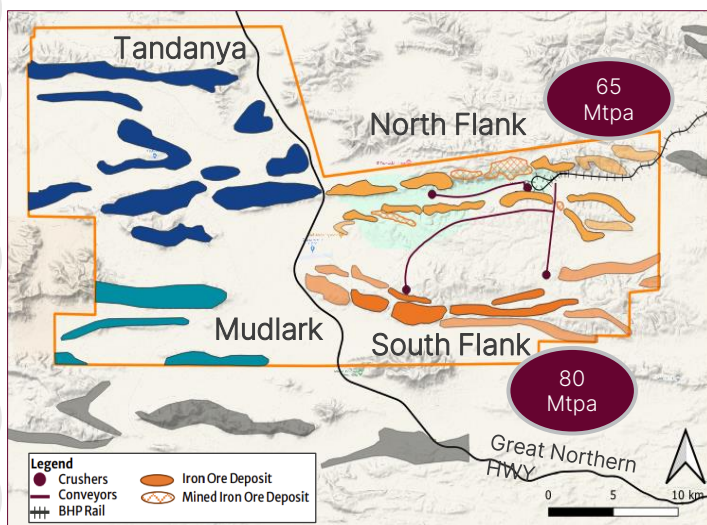 Tandanya
65
Mtpa
North Flank
Mudlark
South Flank
80
Mtpa
Great Northern
HWY
Legend
Crushers
Conveyors
BHP Rail
Iron Ore Deposit
Mined Iron Ore Deposit
0 5 10 km